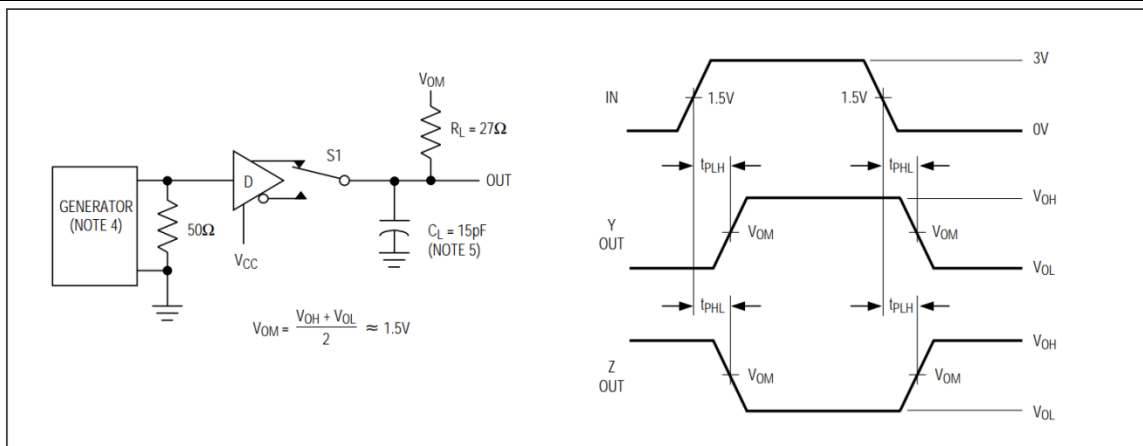 GENERATOR
(NOTE 4)
50Ω
D
VCC
S1
VOM
RL = 27Ω
OUT
CL = 15pF
(NOTE 5)
VOM = VOH + VOL / 2 ≈ 1.5V
IN
1.5V
1.5V
3V
0V
tPLH
tPHL
Y
OUT
VOM
VOM
VOH
VOL
tPHL
tPLH
Z
OUT
VOM
VOM
VOH
VOL